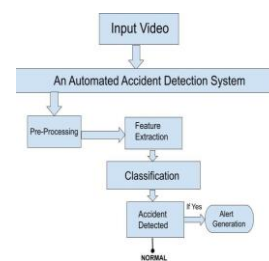 Input Video
An Automated Accident Detection System
Pre-Processing
Feature
Extraction
Classification
Accident
Detected
If Yes
Alert
Generation
NORMAL